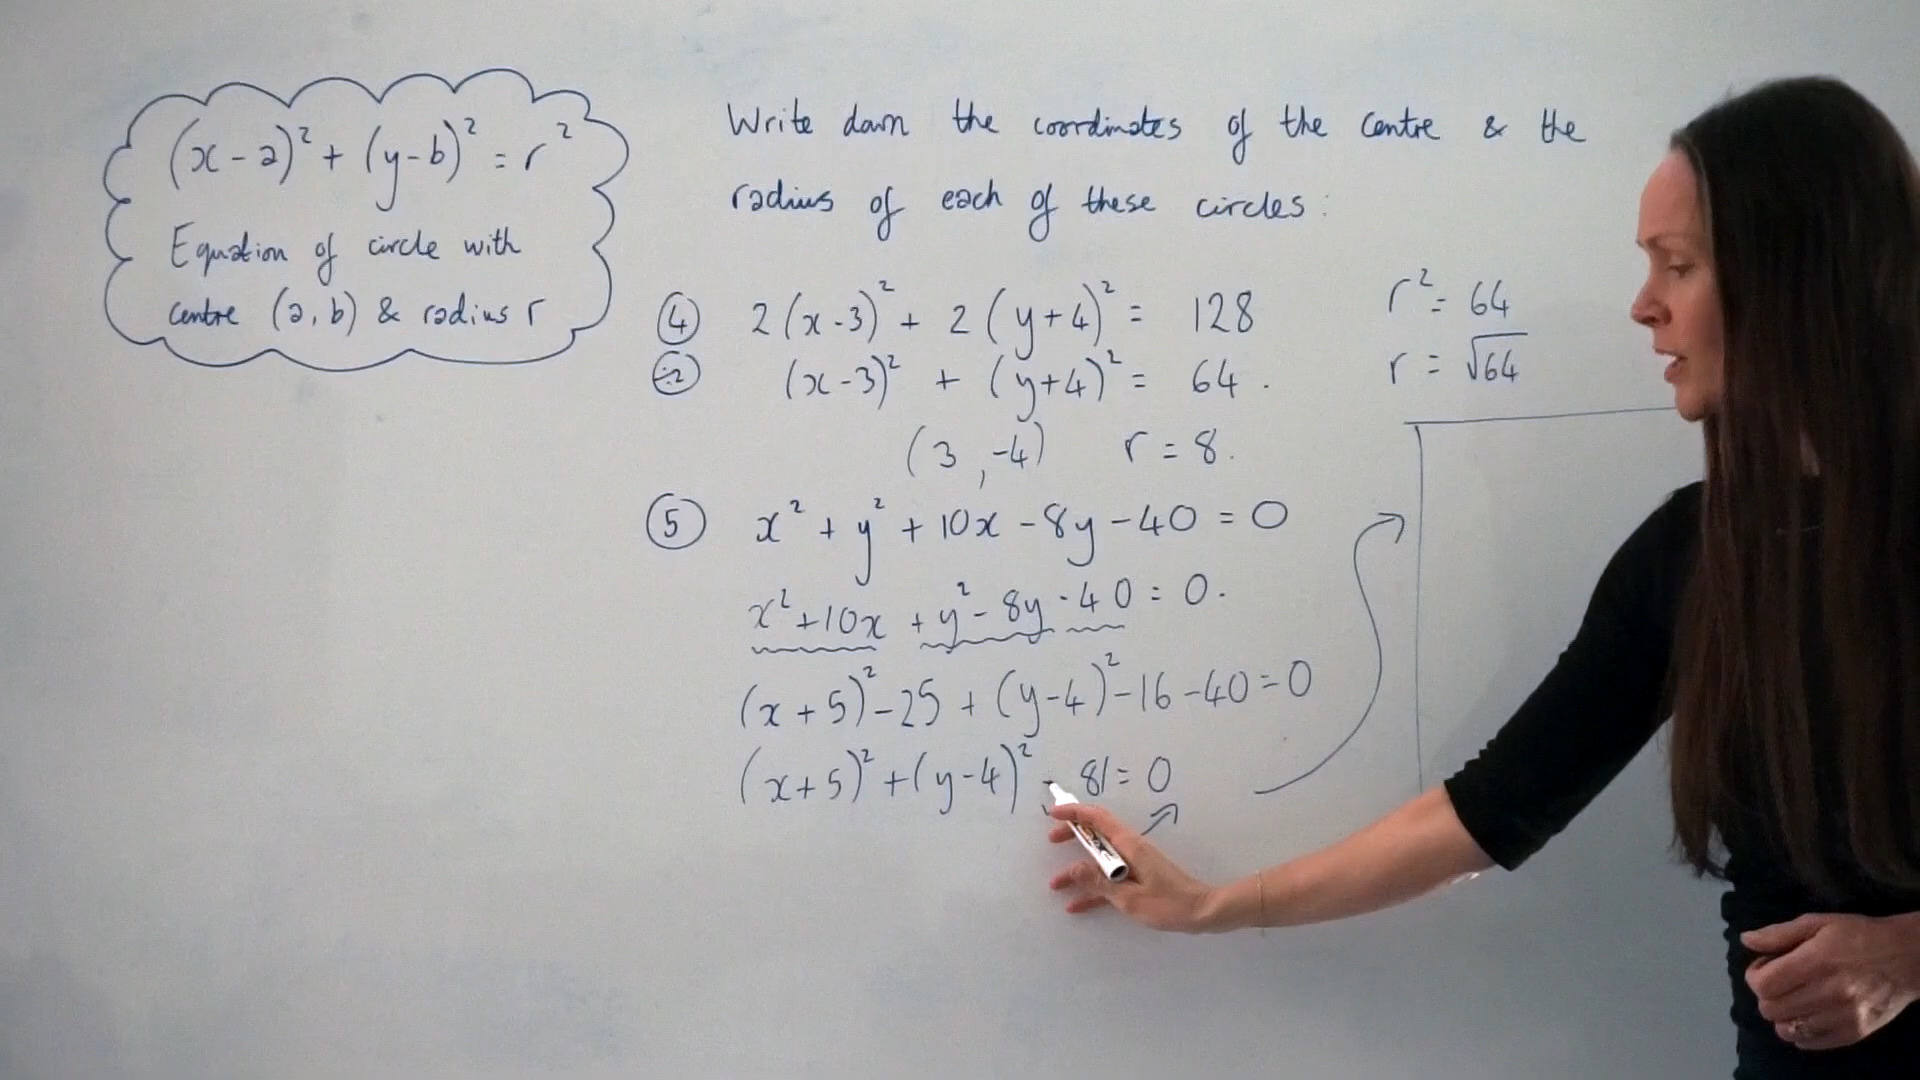 (x-a)² + (y-b)² = r²
Equation of circle with
centre (a, b) & radius r
Write down the coordinates of the centre & the
radius of each of these circles:
④ 2(x-3)² + 2(y+4)² = 128
÷2 (x-3)² + (y+4)² = 64.
(3, -4) r = 8.
r² = 64
r = √64
⑤ x² + y² + 10x - 8y - 40 = 0
x² + 10x + y² - 8y - 40 = 0.
(x+5)² - 25 + (y-4)² - 16 - 40 = 0
(x+5)² + (y-4)² - 81 = 0